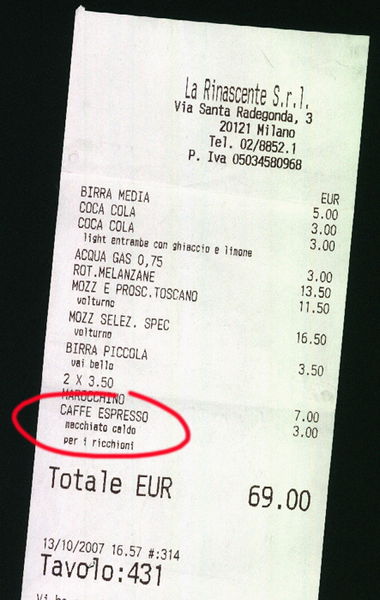 La Rinascente S.r.l.
Via Santa Radegonda, 3
20121 Milano
Tel. 02/8852.1
P. Iva 05034580968
EUR
BIRRA MEDIA 5.00
COCA COLA 3.00
COCA COLA 3.00
light entrambe con ghiaccio e limone
ACQUA GAS 0,75 3.00
ROT.MELANZANE 13.50
MOZZ E PROSC.TOSCANO 11.50
volturno
MOZZ SELEZ. SPEC 16.50
volturno
BIRRA PICCOLA 3.50
vai bello
2 X 3.50
MAROCCHINO 7.00
CAFFE ESPRESSO 3.00
macchiato caldo
per i ricchioni
Totale EUR 69.00
13/10/2007 16.57 #:314
Tavolo:431